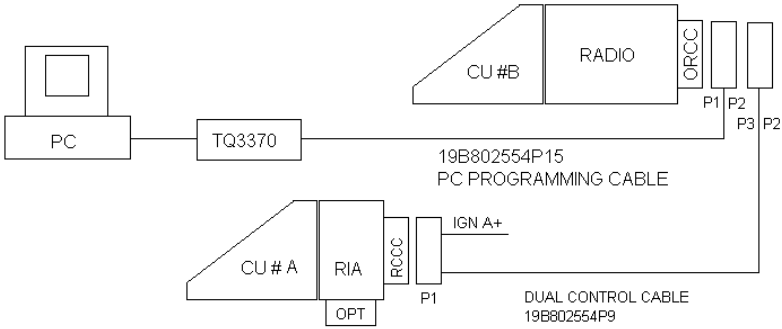 CU #B
RADIO
ORCC
P1 P2
P3 P2
PC
TQ3370
19B802554P15
PC PROGRAMMING CABLE
CU # A
RIA
RCCC
IGN A+
P1
OPT
DUAL CONTROL CABLE
19B802554P9